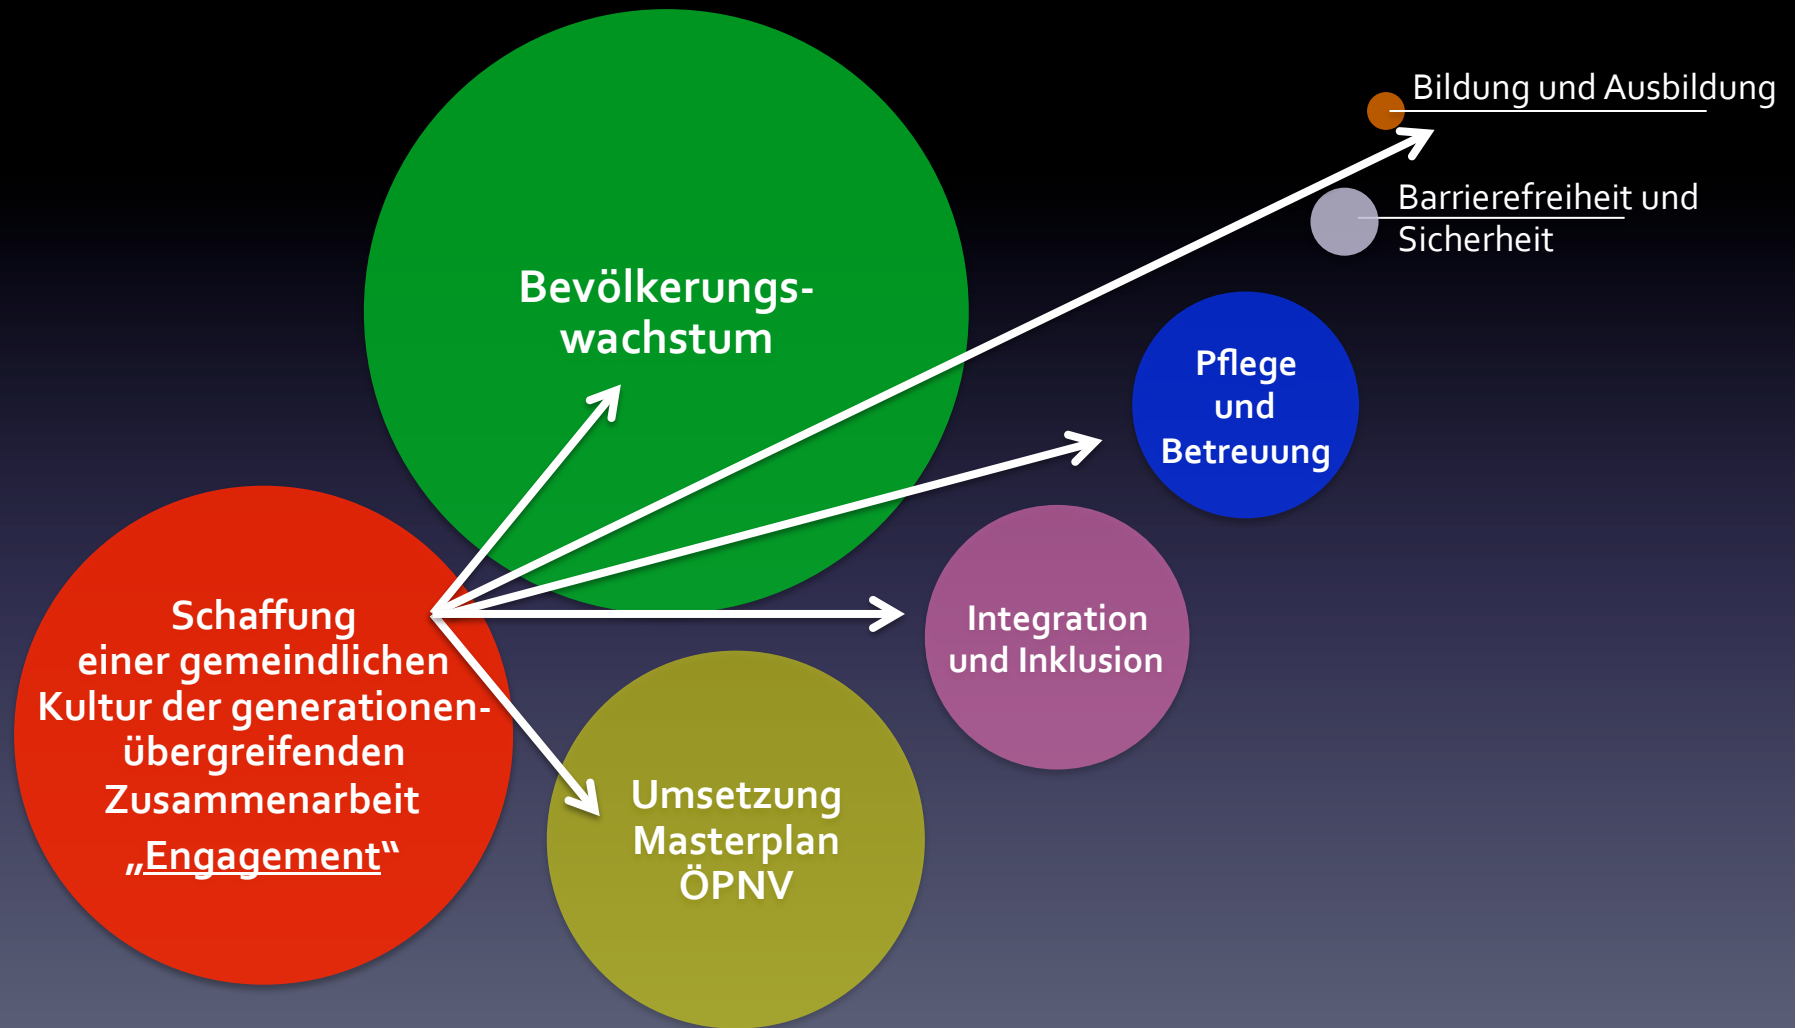 Bildung und Ausbildung
Barrierefreiheit und
Sicherheit
Bevölkerungs-
wachstum
Pflege
und
Betreuung
Schaffung
einer gemeindlichen
Kultur der generationen-
übergreifenden
Zusammenarbeit
„Engagement“
Integration
und Inklusion
Umsetzung
Masterplan
ÖPNV